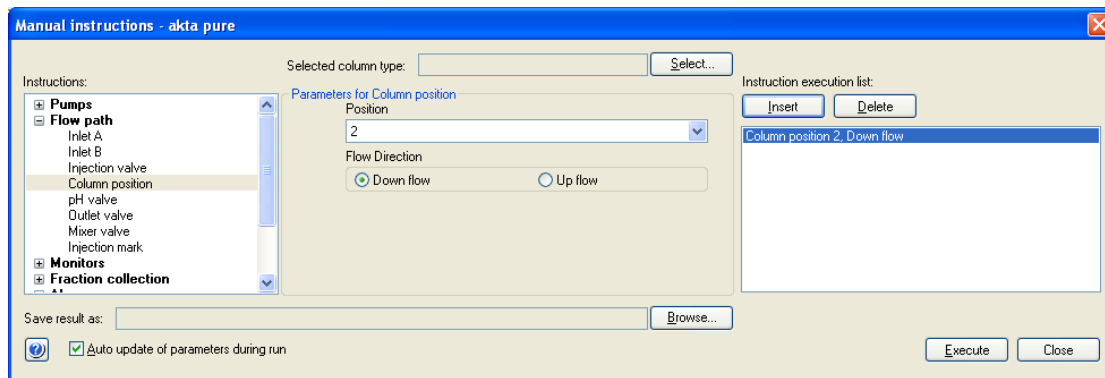 Manual instructions - akta pure
Selected column type:
Select...
Instructions:
Pumps
Flow path
Inlet A
Inlet B
Injection valve
Column position
pH valve
Outlet valve
Mixer valve
Injection mark
Monitors
Fraction collection
Parameters for Column position
Position
2
Flow Direction
Down flow
Up flow
Instruction execution list:
Insert
Delete
Column position 2, Down flow
Save result as:
Browse...
Auto update of parameters during run
Execute
Close